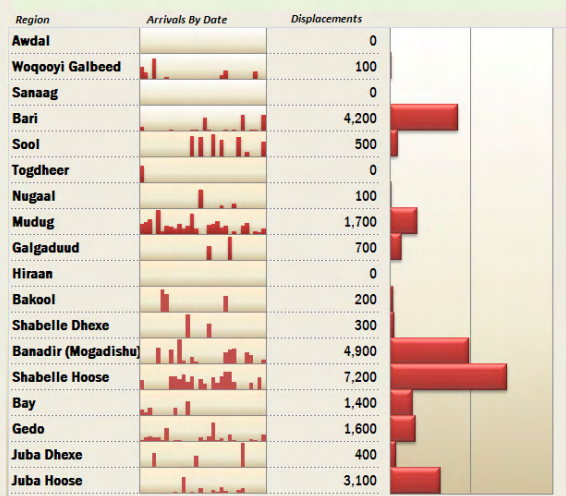 Region Arrivals By Date Displacements
Awdal 0
Woqooyi Galbeed 100
Sanaag 0
Bari 4,200
Sool 500
Togdheer 0
Nugaal 100
Mudug 1,700
Galgaduud 700
Hiraan 0
Bakool 200
Shabelle Dhexe 300
Banadir (Mogadishu) 4,900
Shabelle Hoose 7,200
Bay 1,400
Gedo 1,600
Juba Dhexe 400
Juba Hoose 3,100